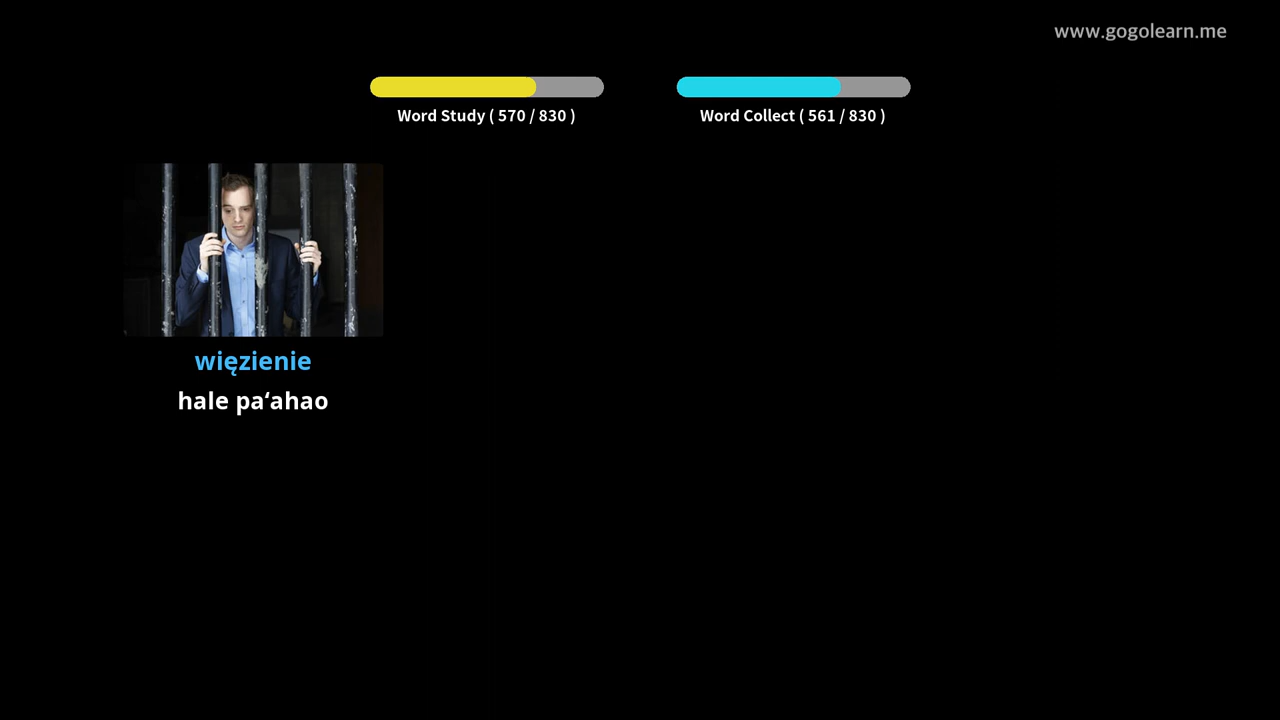 www.gogolearn.me
Word Study ( 570 / 830 )
Word Collect ( 561 / 830 )
więzienie
hale pa‘ahao